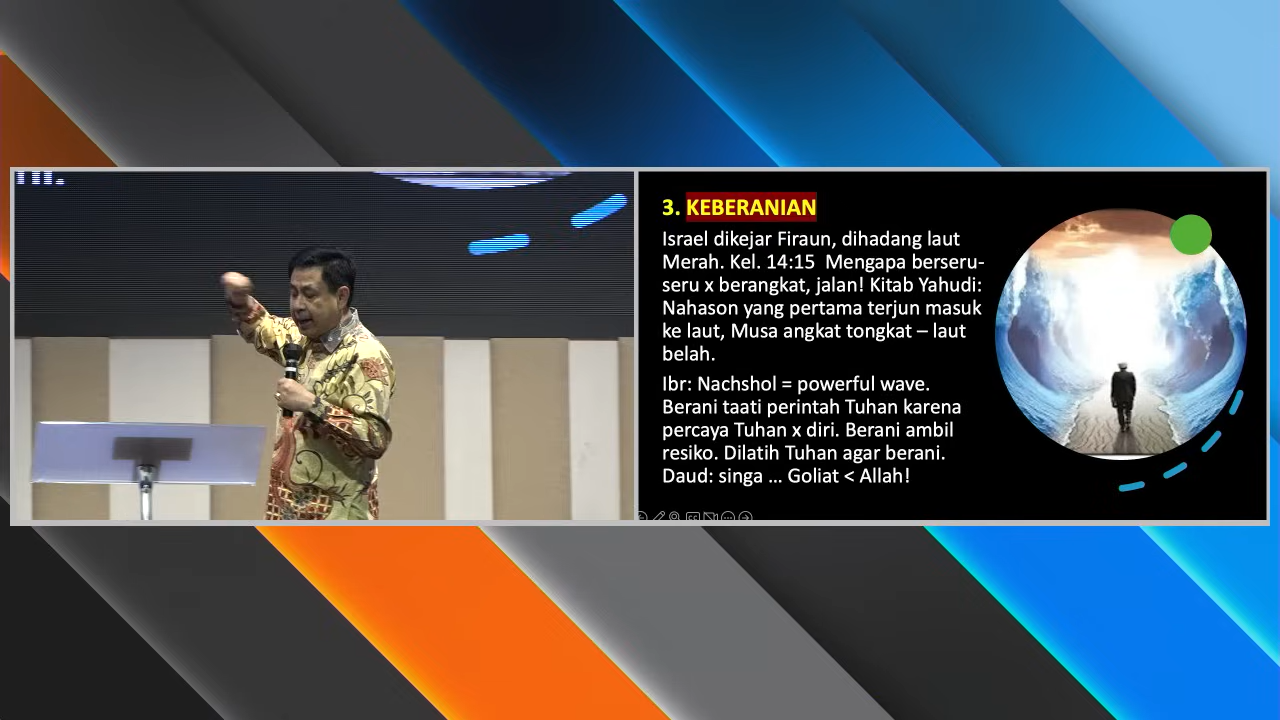 3. KEBERANIAN
Israel dikejar Firaun, dihadang laut
Merah. Kel. 14:15  Mengapa berseru-
seru x berangkat, jalan! Kitab Yahudi:
Nahason yang pertama terjun masuk
ke laut, Musa angkat tongkat – laut
belah.
Ibr: Nachshol = powerful wave.
Berani taati perintah Tuhan karena
percaya Tuhan x diri. Berani ambil
resiko. Dilatih Tuhan agar berani.
Daud: singa ... Goliat < Allah!